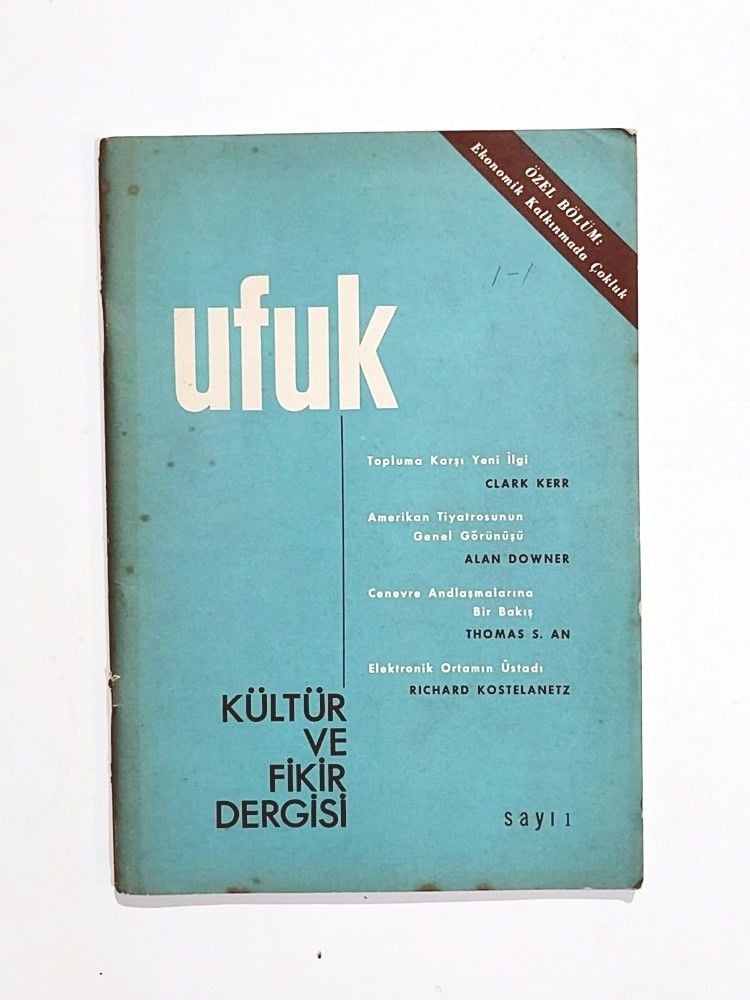 ÖZEL BÖLÜM:
Ekonomik Kalkınmada Çokluk
1-1
ufuk
Topluma Karşı Yeni İlgi
CLARK KERR
Amerikan Tiyatrosunun
Genel Görünüşü
ALAN DOWNER
Cenevre Andlaşmalarına
Bir Bakış
THOMAS S. AN
Elektronik Ortamın Üstadı
RICHARD KOSTELANETZ
KÜLTÜR
VE
FİKİR
DERGİSİ
sayı 1